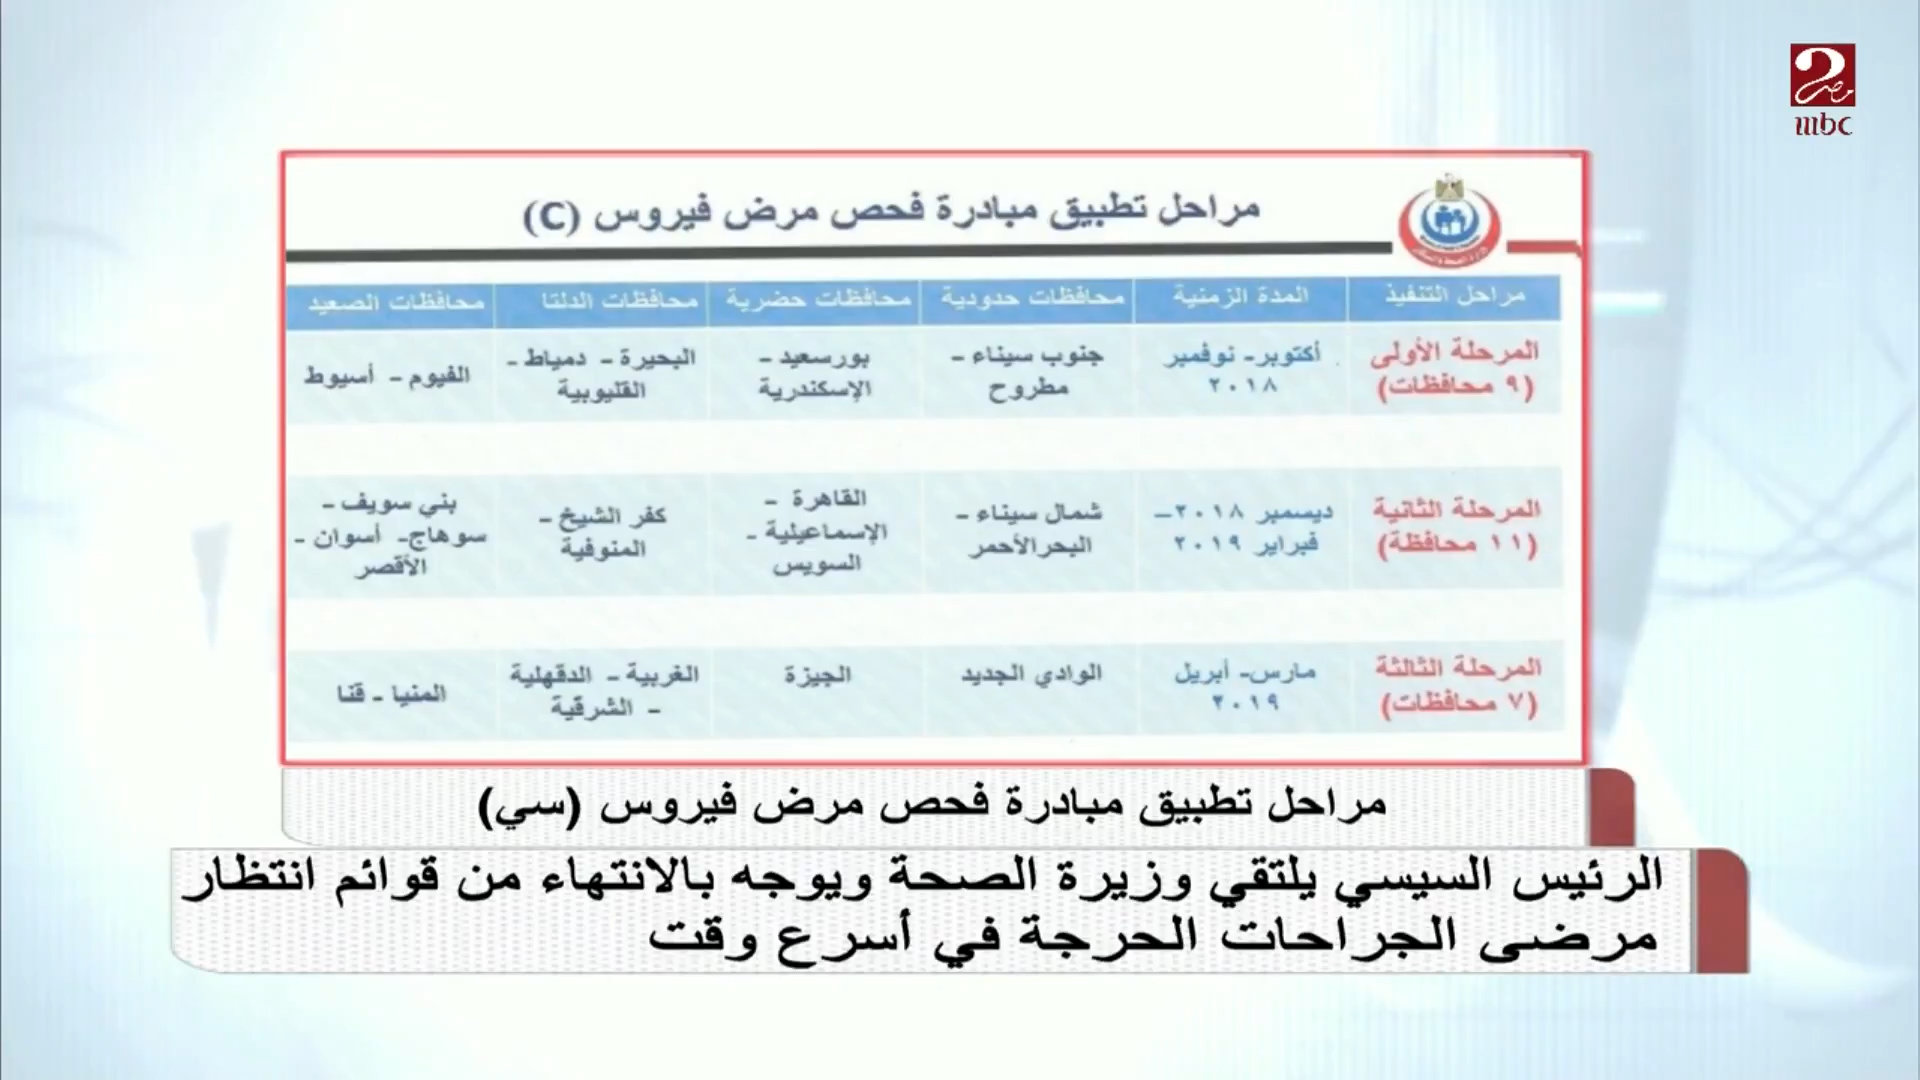 مصر
mbc
مراحل تطبيق مبادرة فحص مرض فيروس (C)
مراحل التنفيذ	المدة الزمنية	محافظات حدودية	محافظات حضرية	محافظات الدلتا	محافظات الصعيد
المرحلة الأولى
(٩ محافظات)
أكتوبر- نوفمبر
٢٠١٨
جنوب سيناء -
مطروح
بورسعيد -
الإسكندرية
البحيرة - دمياط -
القليوبية
الفيوم - أسيوط
المرحلة الثانية
(١١ محافظة)
ديسمبر ٢٠١٨–
فبراير ٢٠١٩
شمال سيناء -
البحرالأحمر
القاهرة -
الإسماعيلية -
السويس
كفر الشيخ -
المنوفية
بني سويف -
سوهاج- أسوان -
الأقصر
المرحلة الثالثة
(٧ محافظات)
مارس- أبريل
٢٠١٩
الوادي الجديد
الجيزة
الغربية - الدقهلية
- الشرقية
المنيا - قنا
مراحل تطبيق مبادرة فحص مرض فيروس (سي)
الرئيس السيسي يلتقي وزيرة الصحة ويوجه بالانتهاء من قوائم انتظار
مرضى الجراحات الحرجة في أسرع وقت